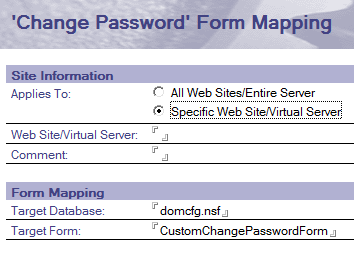 'Change Password' Form Mapping
Site Information
Applies To: All Web Sites/Entire Server
Specific Web Site/Virtual Server
Web Site/Virtual Server:
Comment:
Form Mapping
Target Database: domcfg.nsf
Target Form: CustomChangePasswordForm